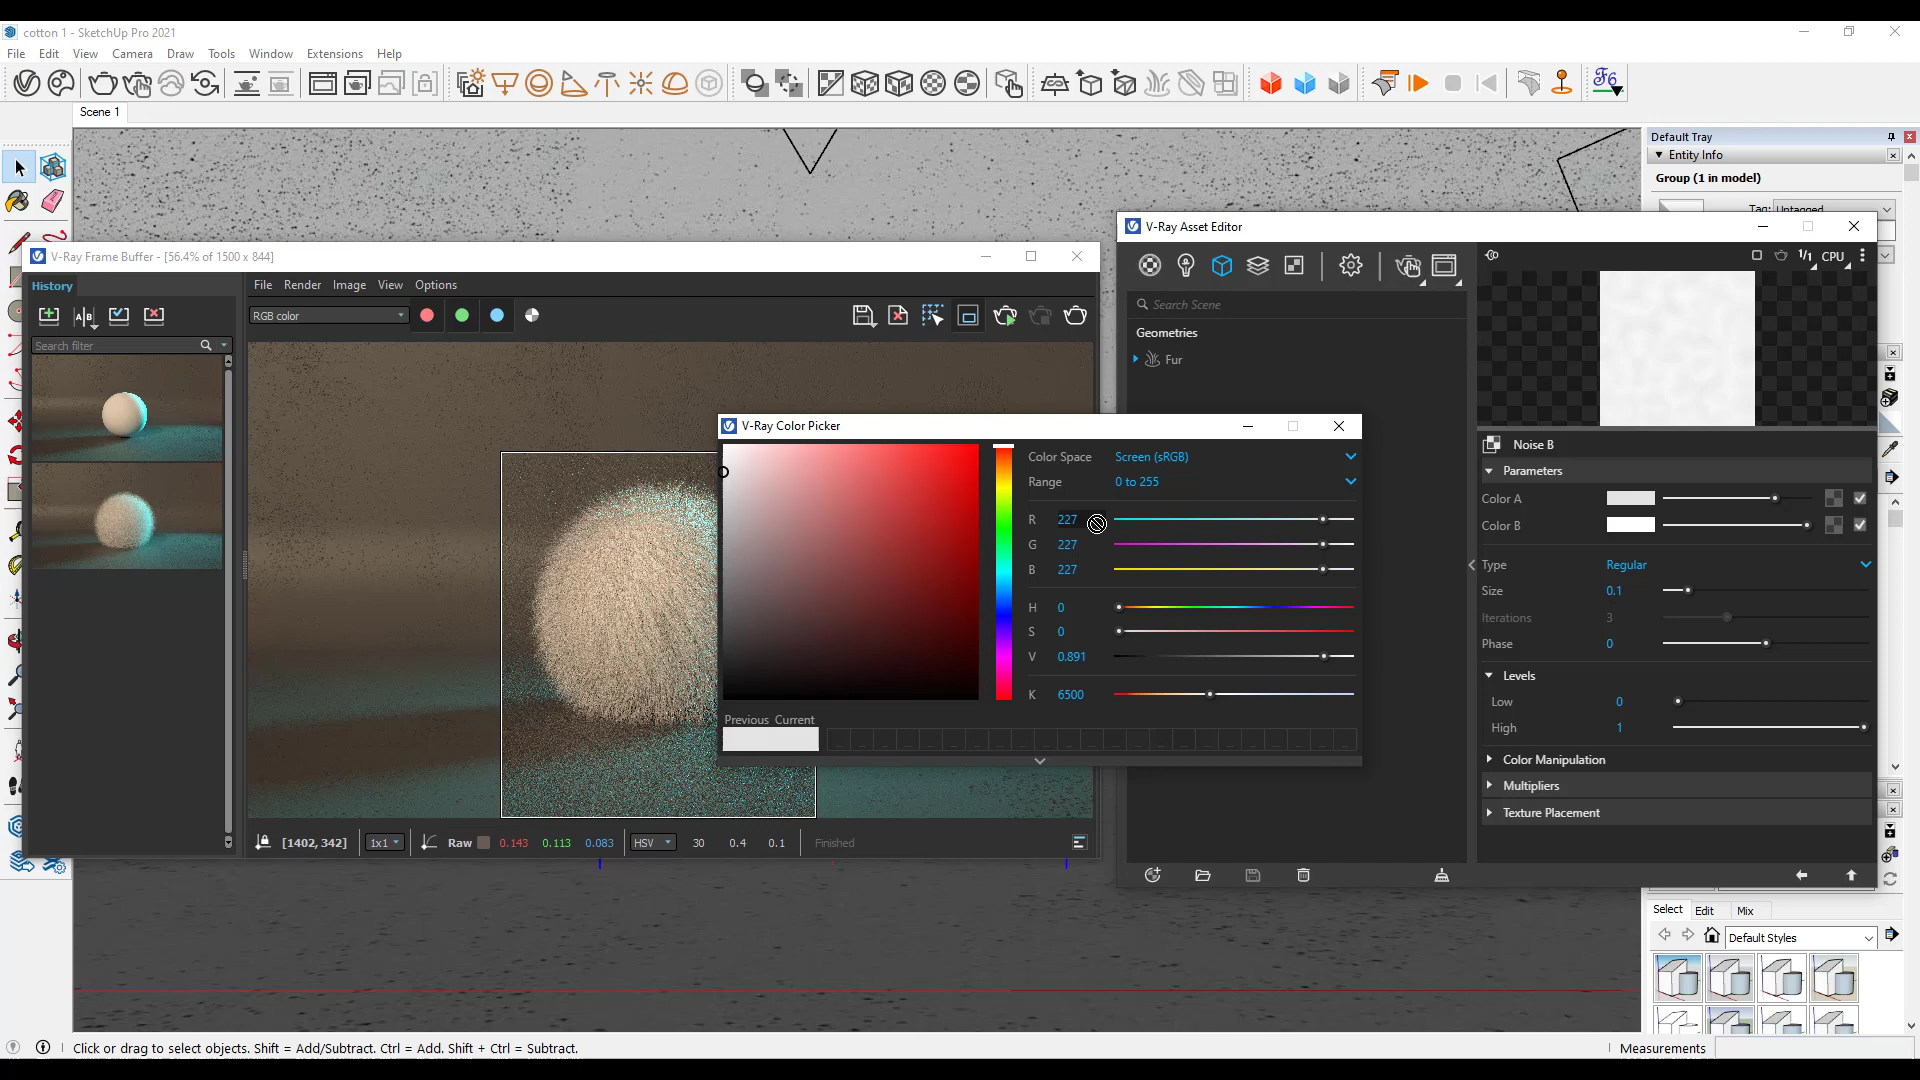 cotton 1 - SketchUp Pro 2021
File Edit View Camera Draw Tools Window Extensions Help
Scene 1
Default Tray
Entity Info
Group (1 in model)
Tag: Untagged
V-Ray Frame Buffer - [56.4% of 1500 x 844]
History
File Render Image View Options
RGB color
Search filter
A B
[1402, 342] 1x1 Raw 0.143 0.113 0.083 HSV 30 0.4 0.1 Finished
V-Ray Asset Editor
Search Scene
Geometries
Fur
1/1 CPU
V-Ray Color Picker
Color Space Screen (sRGB)
Range 0 to 255
R 227
G 227
B 227
H 0
S 0
V 0.891
K 6500
Previous Current
Noise B
Parameters
Color A
Color B
Type Regular
Size 0.1
Iterations 3
Phase 0
Levels
Low 0
High 1
Color Manipulation
Multipliers
Texture Placement
Select Edit Mix
Default Styles
Click or drag to select objects. Shift = Add/Subtract. Ctrl = Add. Shift + Ctrl = Subtract.
Measurements